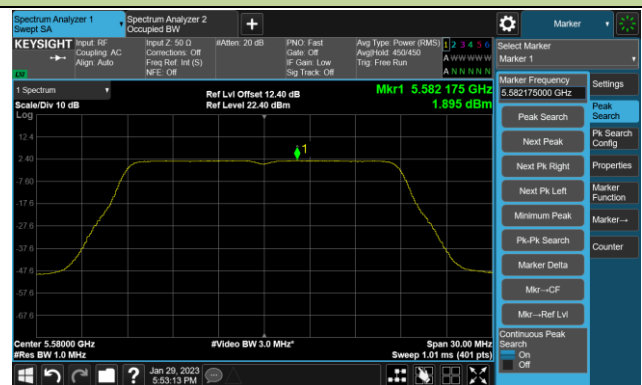 Spectrum Analyzer 1
Swept SA
Spectrum Analyzer 2
Occupied BW
Marker
KEYSIGHT
Input: RF
Coupling: AC
Align: Auto
Input Z: 50 Ω
Corrections: Off
Freq Ref: Int (S)
NFE: Off
#Atten: 20 dB
PNO: Fast
Gate: Off
IF Gain: Low
Sig Track: Off
Avg Type: Power (RMS)
Avg|Hold: 450/450
Trig: Free Run
1 2 3 4 5 6
A W W W W W
A N N N N N
LW
Select Marker
Marker 1
1 Spectrum
Scale/Div 10 dB
Log
Ref Lvl Offset 12.40 dB
Ref Level 22.40 dBm
Mkr1 5.582 175 GHz
1.895 dBm
12.4
2.40
-7.60
-17.6
-27.6
-37.6
-47.6
-57.6
-67.6
1
Center 5.58000 GHz
#Res BW 1.0 MHz
#Video BW 3.0 MHz*
Span 30.00 MHz
Sweep 1.01 ms (401 pts)
Marker Frequency
5.582175000 GHz
Peak Search
Next Peak
Next Pk Right
Next Pk Left
Minimum Peak
Pk-Pk Search
Marker Delta
Mkr→CF
Mkr→Ref Lvl
Continuous Peak
Search
On
Off
Settings
Peak
Search
Pk Search
Config
Properties
Marker
Function
Marker→
Counter
Jan 29, 2023
5:53:13 PM